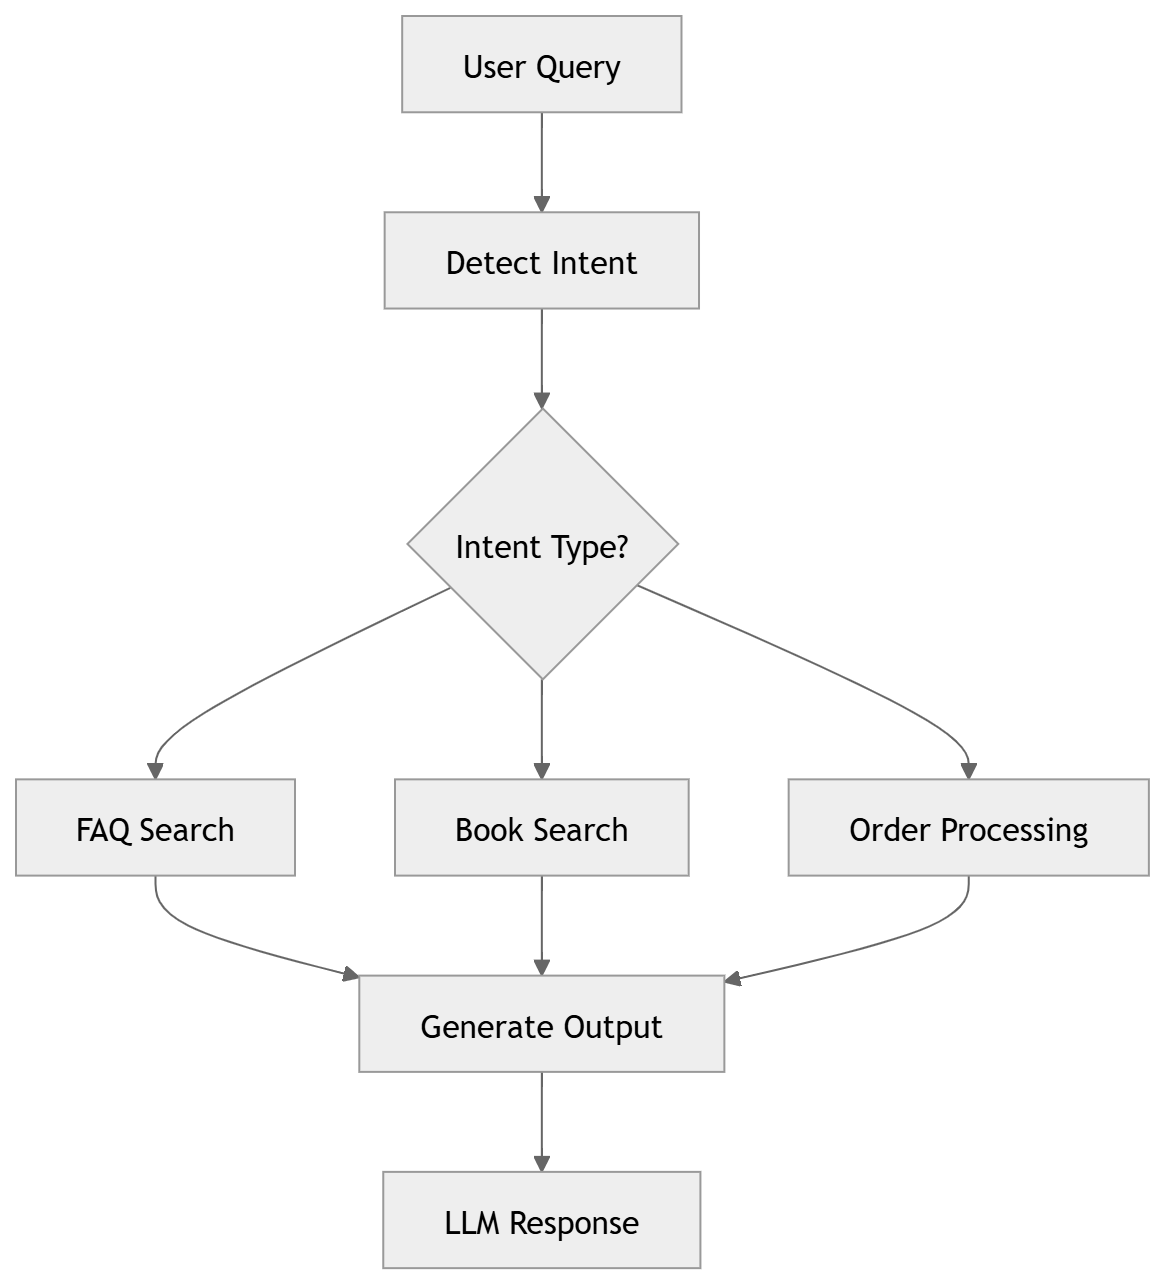 User Query
Detect Intent
Intent Type?
FAQ Search
Book Search
Order Processing
Generate Output
LLM Response